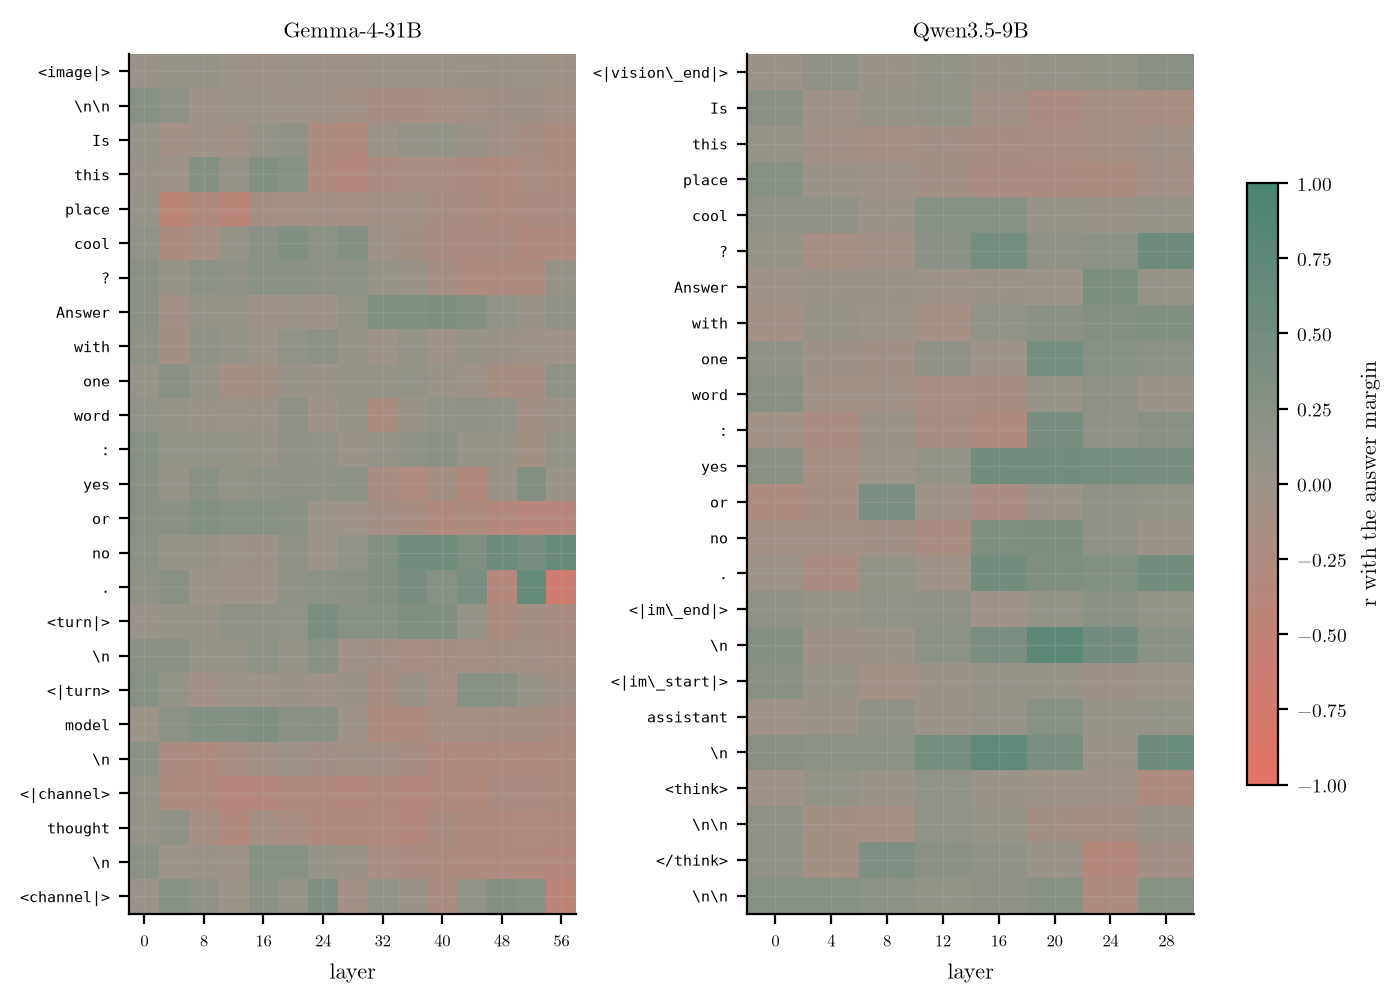 Gemma-4-31B
<image|>
\n\n
Is
this
place
cool
?
Answer
with
one
word
:
yes
or
no
.
<turn|>
\n
<|turn>
model
\n
<|channel>
thought
\n
<channel|>
0 8 16 24 32 40 48 56
layer
Qwen3.5-9B
<|vision\_end|>
Is
this
place
cool
?
Answer
with
one
word
:
yes
or
no
.
<|im\_end|>
\n
<|im\_start|>
assistant
\n
<think>
\n\n
</think>
\n\n
0 4 8 12 16 20 24 28
layer
1.00
0.75
0.50
0.25
0.00
−0.25
−0.50
−0.75
−1.00
r with the answer margin